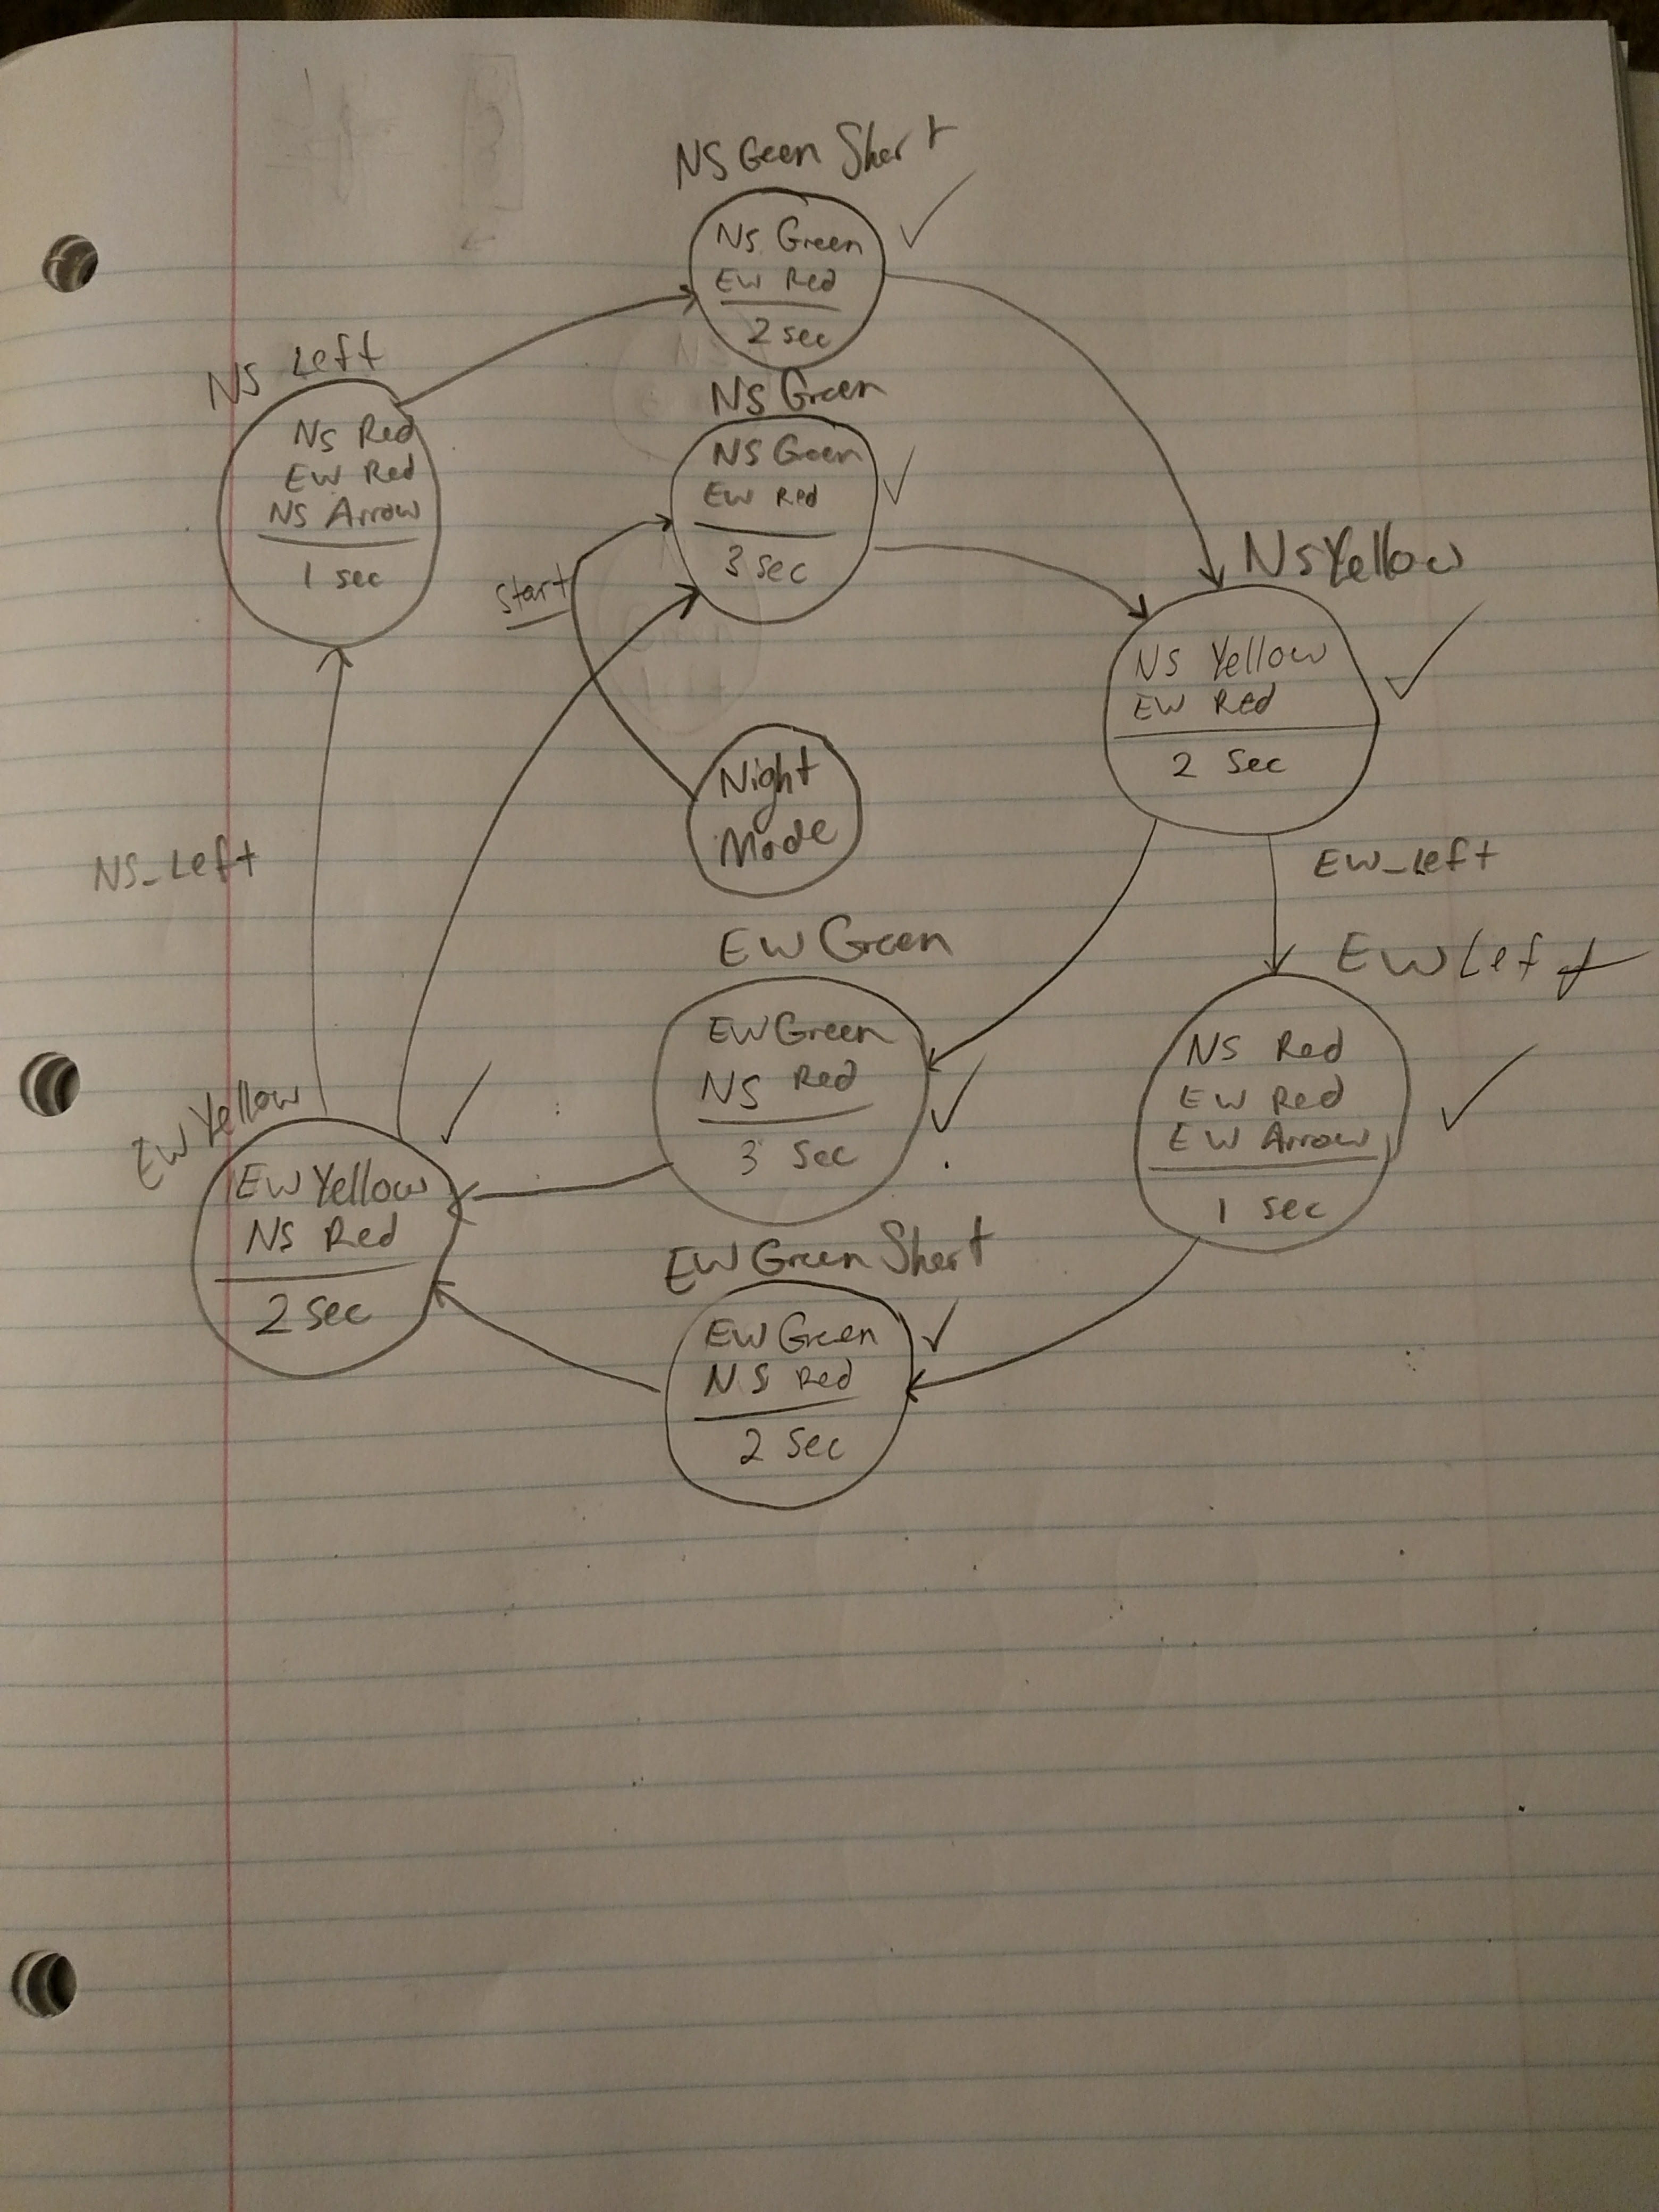 NS Geen Short
NS Green
EW Red
2 sec
NS Left
NS Red
EW Red
NS Arrow
1 sec
NS Green
NS Geen
EW Red
3 sec
Start
NS Yellow
NS Yellow
EW Red
2 Sec
Night
Mode
NS_Left
EW_Left
EW Green
EW Green
NS Red
3 Sec
EW Left
NS Red
EW Red
EW Arrow
1 sec
EW Yellow
EW Yellow
NS Red
2 Sec
EW Green Short
EW Green
NS Red
2 Sec